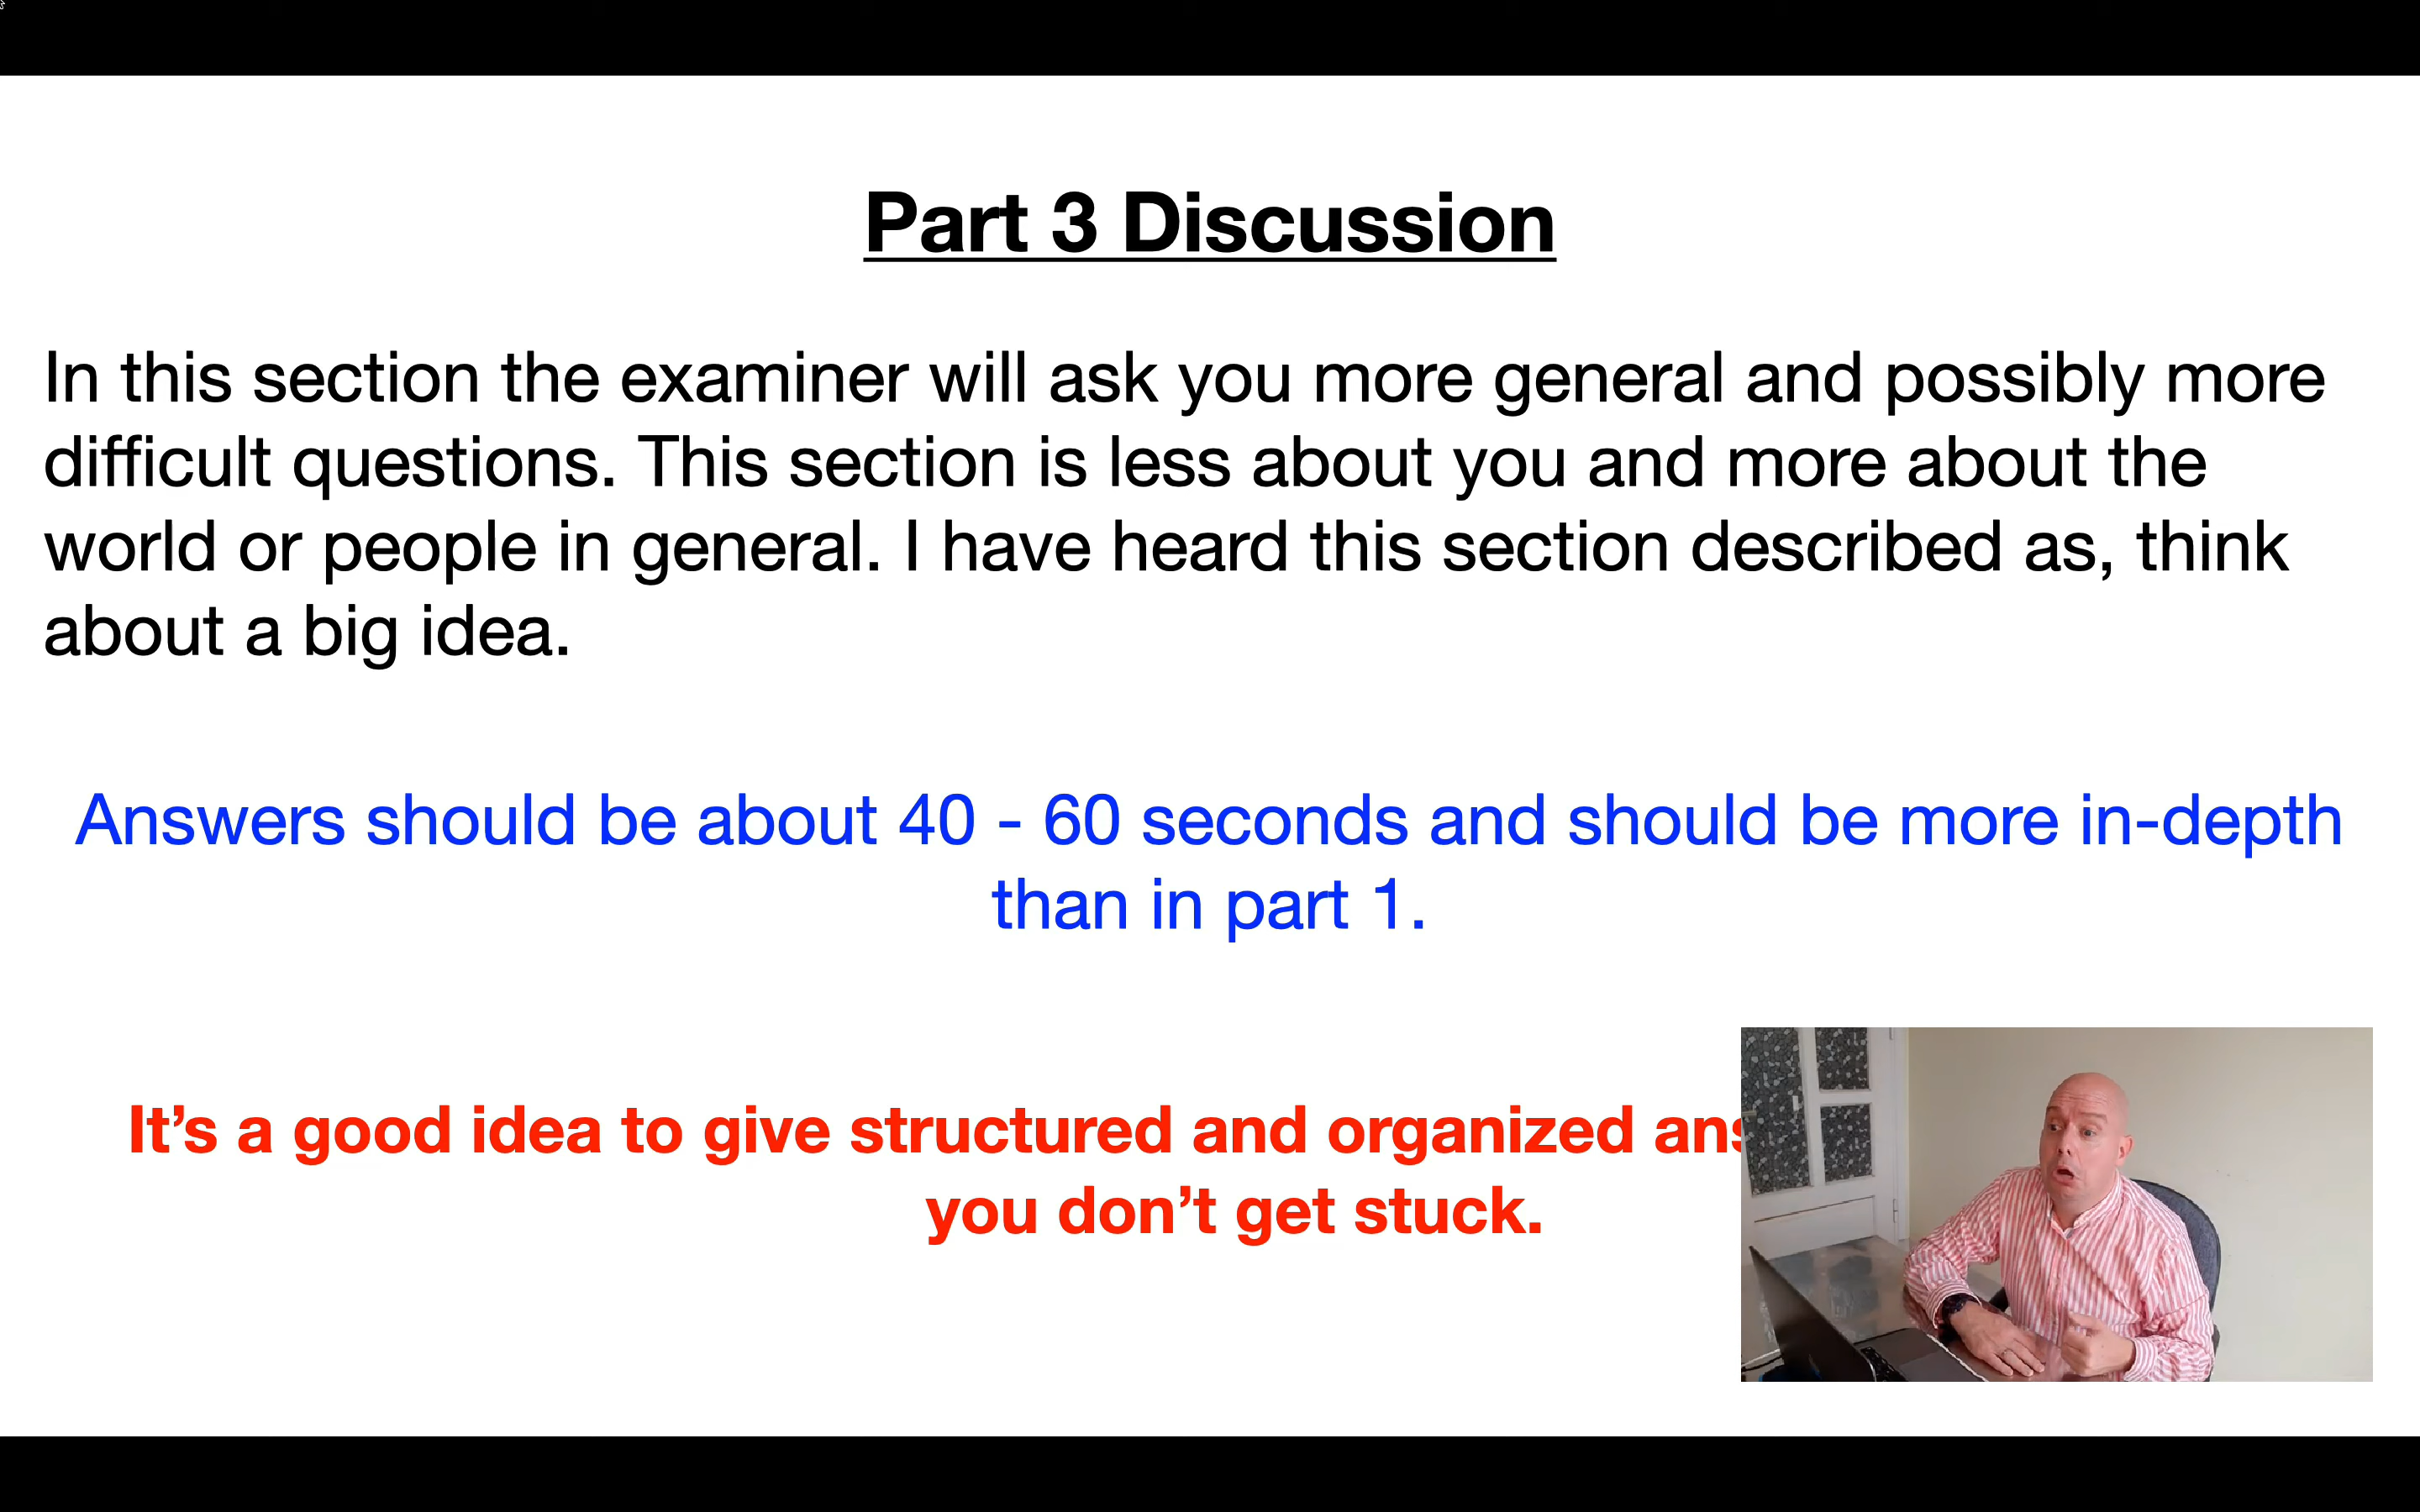 Part 3 Discussion
In this section the examiner will ask you more general and possibly more
difficult questions. This section is less about you and more about the
world or people in general. I have heard this section described as, think
about a big idea.
Answers should be about 40 - 60 seconds and should be more in-depth
than in part 1.
It’s a good idea to give structured and organized
you don’t get stuck.